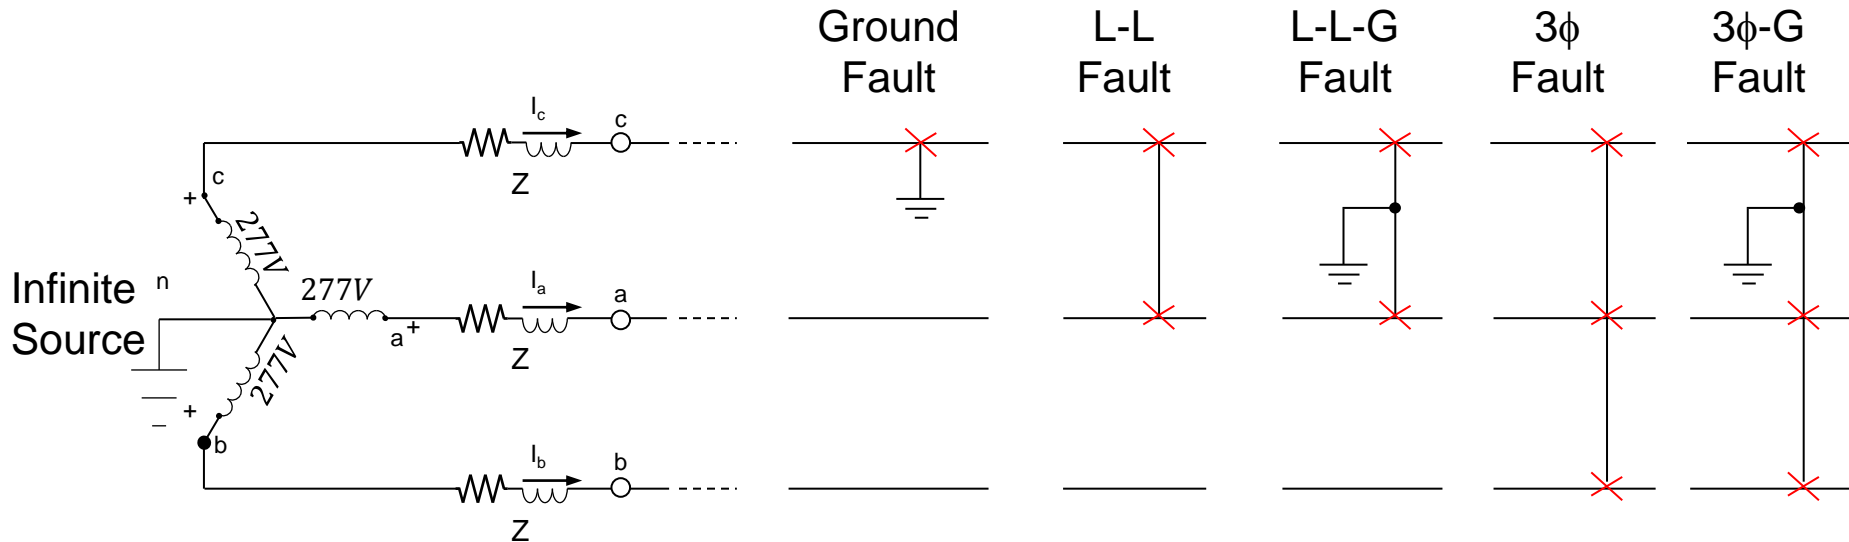 Ground
Fault
L-L
Fault
L-L-G
Fault
3ϕ
Fault
3ϕ-G
Fault
Ic
c
Z
c
+
277V
Infinite
Source
n
277V
a
+
Ia
a
Z
277V
+
b
Ib
b
Z